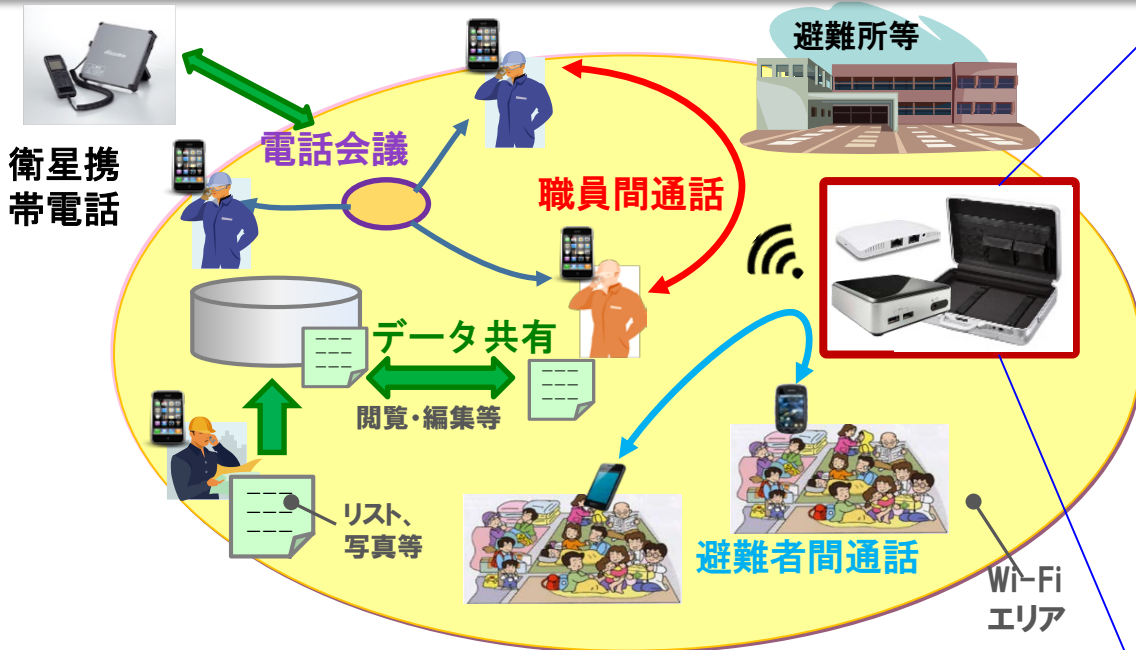 避難所等
電話会議
衛星携
帯電話
職員間通話
データ共有
閲覧・編集等
リスト、
写真等
避難者間通話
Wi-Fi
エリア